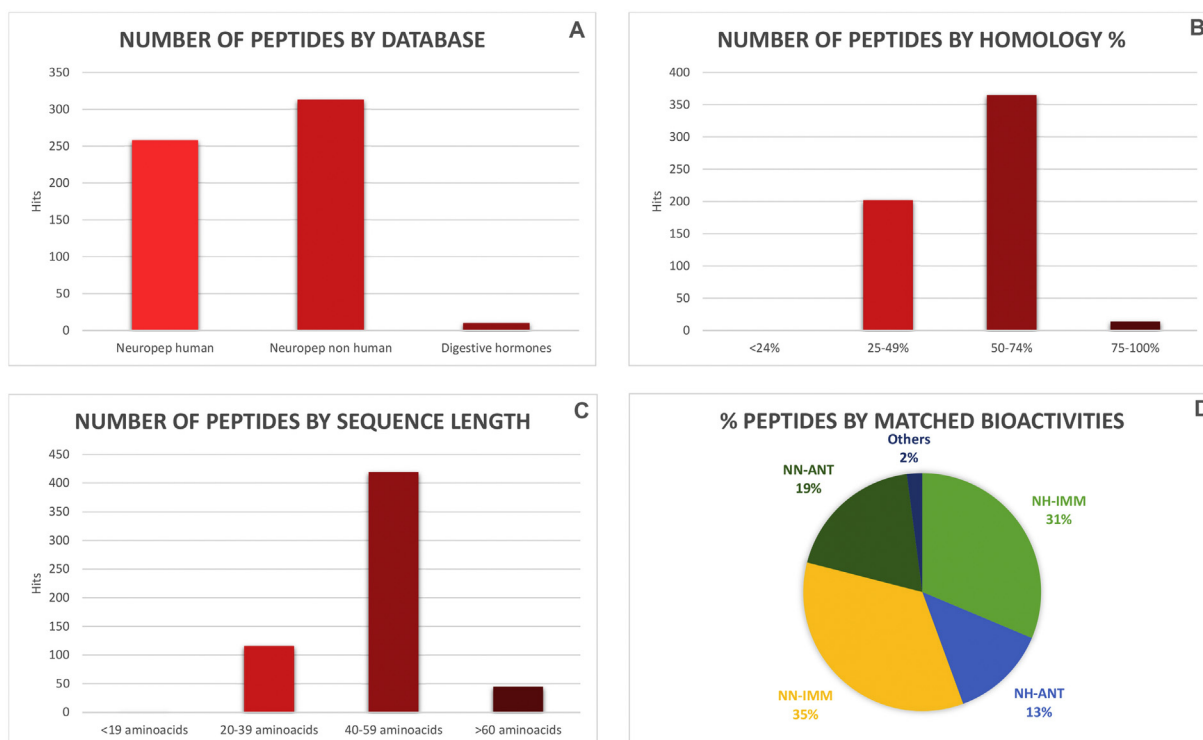 NUMBER OF PEPTIDES BY DATABASE
A
350
300
250
200
150
100
50
0
Hits
Neuropep human
Neuropep non human
Digestive hormones
NUMBER OF PEPTIDES BY HOMOLOGY %
B
400
350
300
250
200
150
100
50
0
Hits
<24%
25-49%
50-74%
75-100%
NUMBER OF PEPTIDES BY SEQUENCE LENGTH
C
450
400
350
300
250
200
150
100
50
0
Hits
<19 aminoacids
20-39 aminoacids
40-59 aminoacids
>60 aminoacids
% PEPTIDES BY MATCHED BIOACTIVITIES
D
Others
2%
NN-ANT
19%
NH-IMM
31%
NN-IMM
35%
NH-ANT
13%